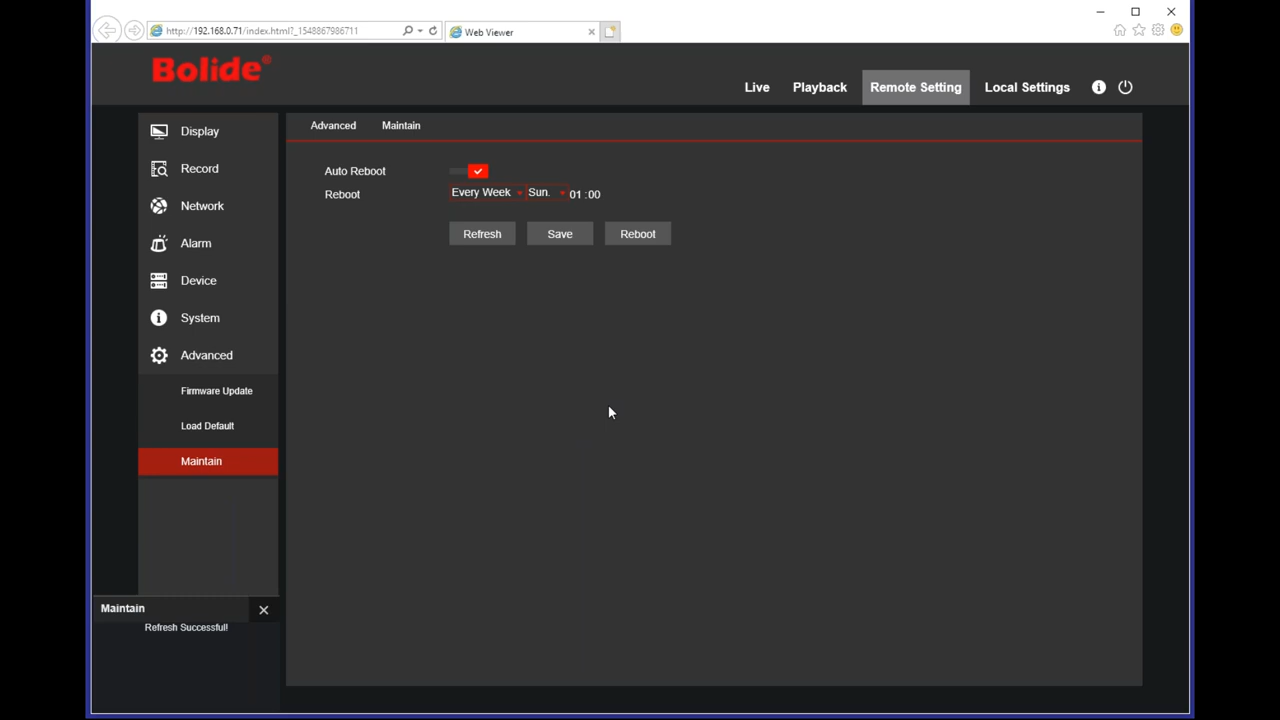 http://192.168.0.71/index.html?_1548867986711
Web Viewer
Bolide®
Live Playback Remote Setting Local Settings
Display
Record
Network
Alarm
Device
System
Advanced
Firmware Update
Load Default
Maintain
Advanced Maintain
Auto Reboot
Reboot Every Week Sun. 01 :00
Refresh Save Reboot
Maintain
Refresh Successful!